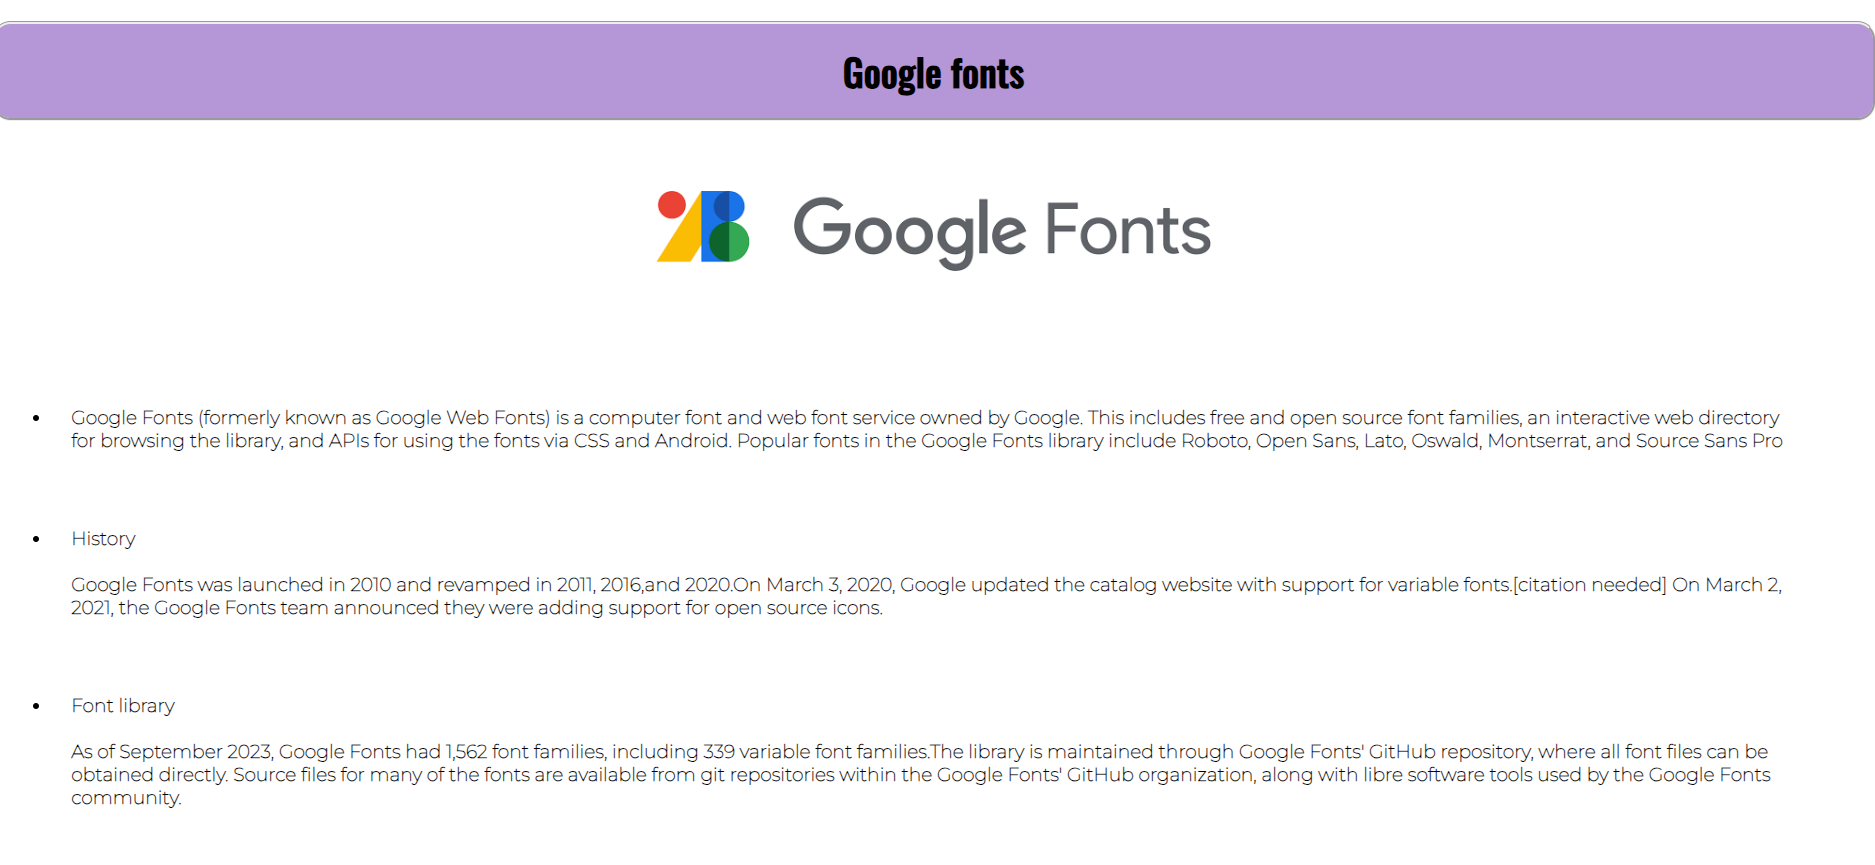 Google fonts
Google Fonts
Google Fonts (formerly known as Google Web Fonts) is a computer font and web font service owned by Google. This includes free and open source font families, an interactive web directory
for browsing the library, and APIs for using the fonts via CSS and Android. Popular fonts in the Google Fonts library include Roboto, Open Sans, Lato, Oswald, Montserrat, and Source Sans Pro
History
Google Fonts was launched in 2010 and revamped in 2011, 2016,and 2020.On March 3, 2020, Google updated the catalog website with support for variable fonts.[citation needed] On March 2,
2021, the Google Fonts team announced they were adding support for open source icons.
Font library
As of September 2023, Google Fonts had 1,562 font families, including 339 variable font families.The library is maintained through Google Fonts' GitHub repository, where all font files can be
obtained directly. Source files for many of the fonts are available from git repositories within the Google Fonts' GitHub organization, along with libre software tools used by the Google Fonts
community.